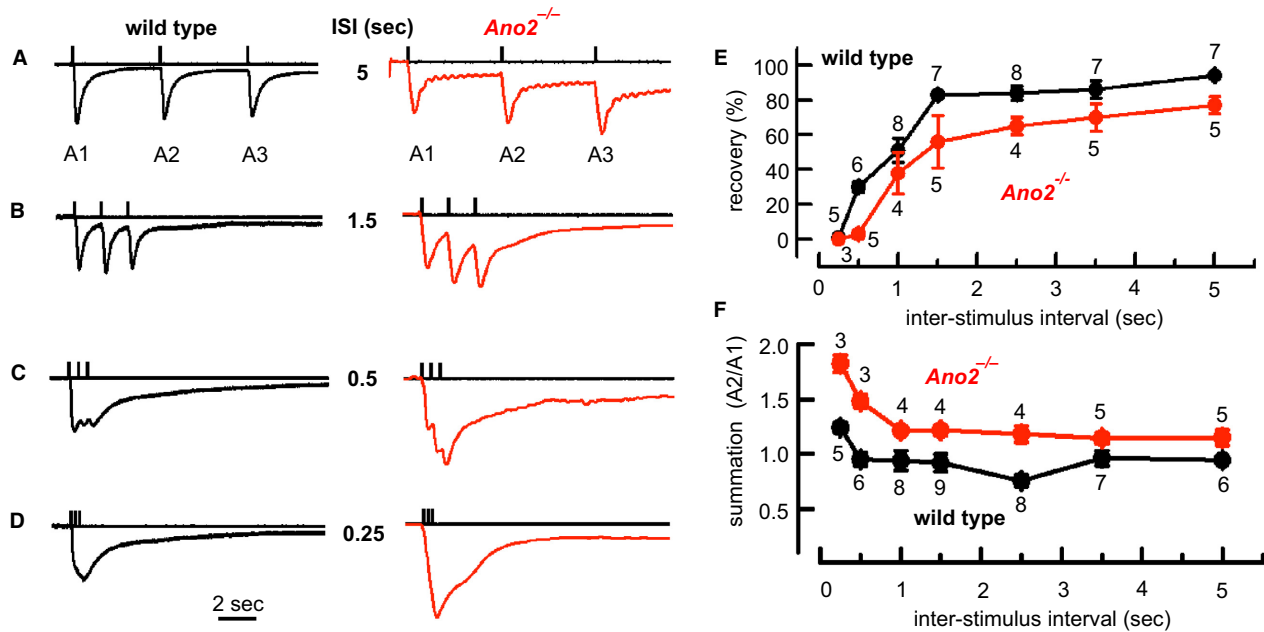 wild type ISI (sec) Ano2–/–
A 5
A1 A2 A3 A1 A2 A3
B 1.5
C 0.5
D 0.25
2 sec
E wild type
recovery (%)
100
80
60
40
20
0
5 6 8 7 8 7 7
3 5 4 5 4 5 5
Ano2-/-
0 1 2 3 4 5
inter-stimulus interval (sec)
F
summation (A2/A1)
2.0
1.5
1.0
0.5
3 3 4 4 4 5 5
Ano2–/–
5 6 8 9 8 7 6
wild type
0 1 2 3 4 5
inter-stimulus interval (sec)